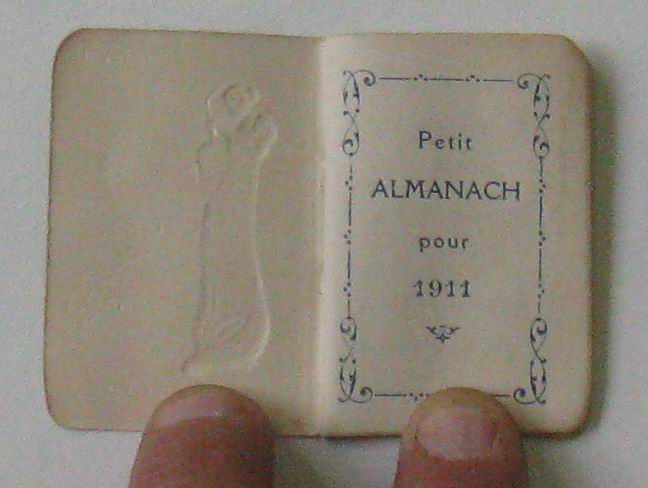 Petit
ALMANACH
pour
1911